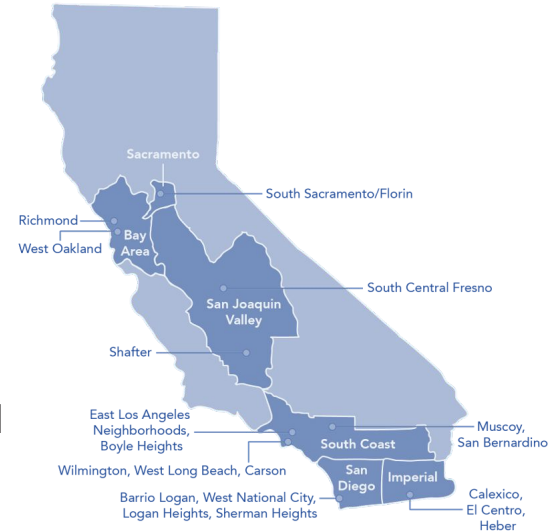 Sacramento
South Sacramento/Florin
Richmond
West Oakland
Bay
Area
South Central Fresno
San Joaquin
Valley
Shafter
East Los Angeles
Neighborhoods,
Boyle Heights
Muscoy,
San Bernardino
South Coast
Wilmington, West Long Beach, Carson
San
Diego
Imperial
Barrio Logan, West National City,
Logan Heights, Sherman Heights
Calexico,
El Centro,
Heber